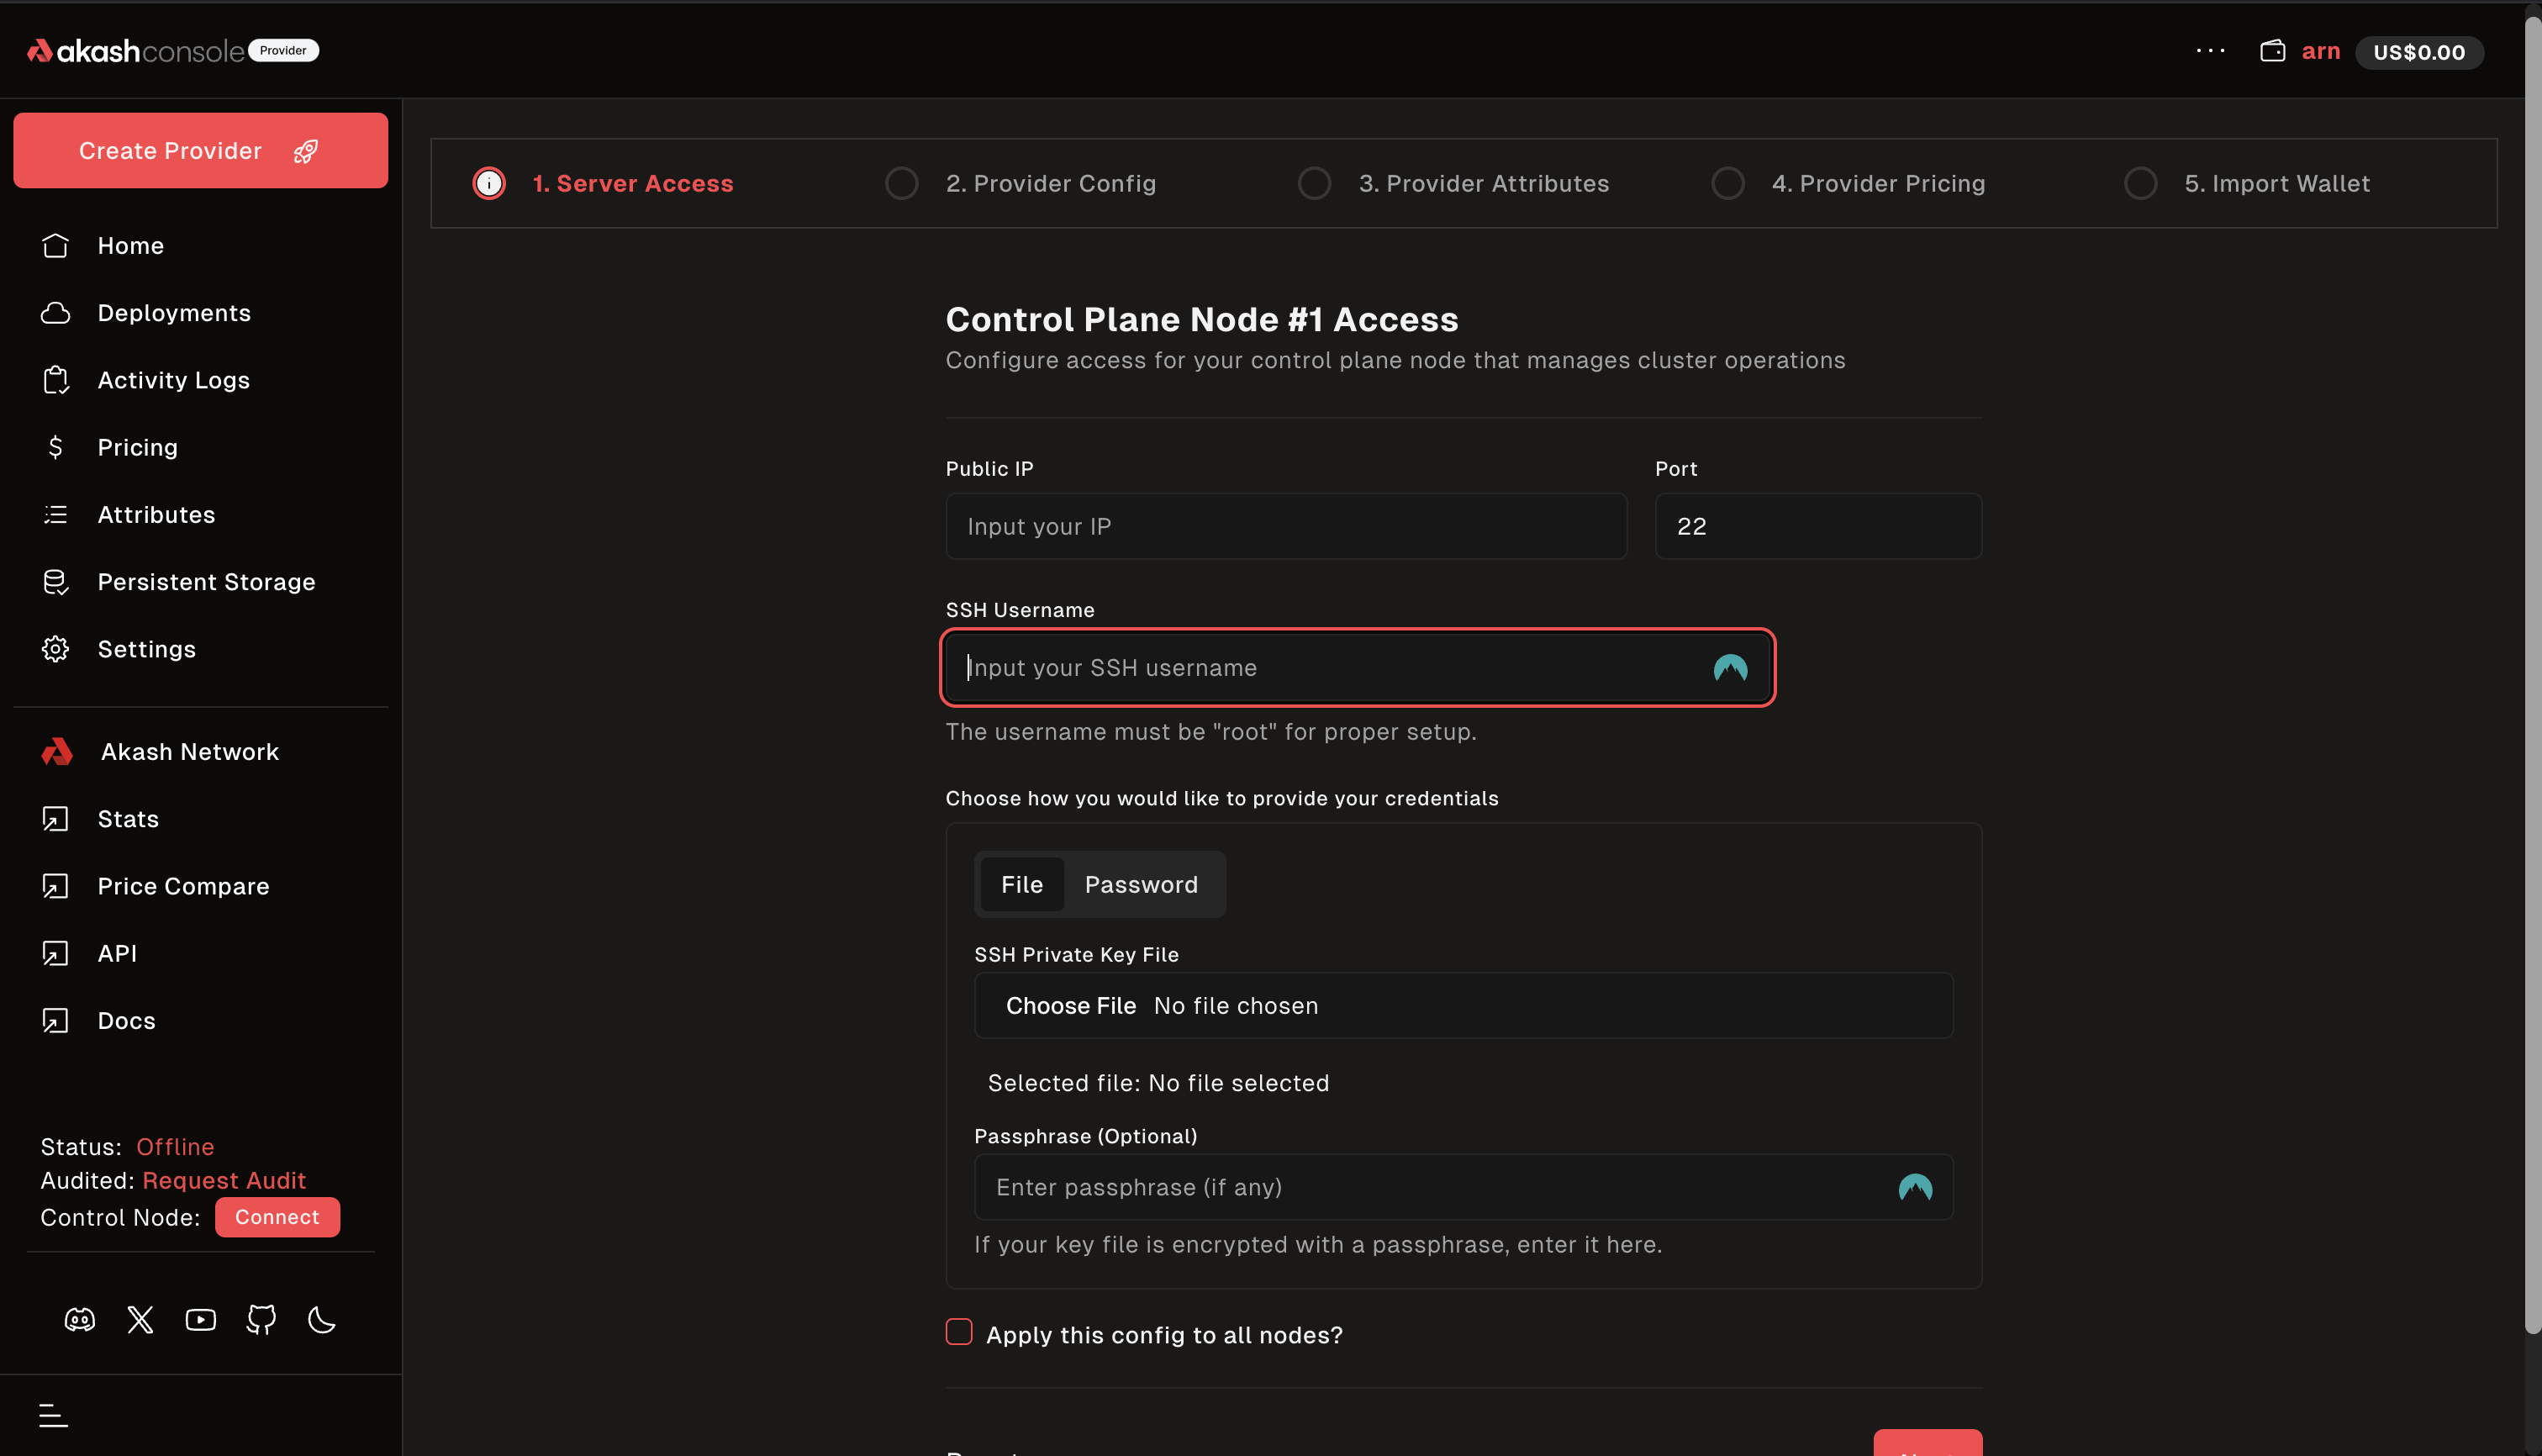 akashconsole Provider
arn US$0.00
Create Provider
1. Server Access
2. Provider Config
3. Provider Attributes
4. Provider Pricing
5. Import Wallet
Home
Deployments
Activity Logs
Pricing
Attributes
Persistent Storage
Settings
Akash Network
Stats
Price Compare
API
Docs
Status: Offline
Audited: Request Audit
Control Node: Connect
Control Plane Node #1 Access
Configure access for your control plane node that manages cluster operations
Public IP
Port
Input your IP
22
SSH Username
Input your SSH username
The username must be "root" for proper setup.
Choose how you would like to provide your credentials
File Password
SSH Private Key File
Choose File No file chosen
Selected file: No file selected
Passphrase (Optional)
Enter passphrase (if any)
If your key file is encrypted with a passphrase, enter it here.
Apply this config to all nodes?